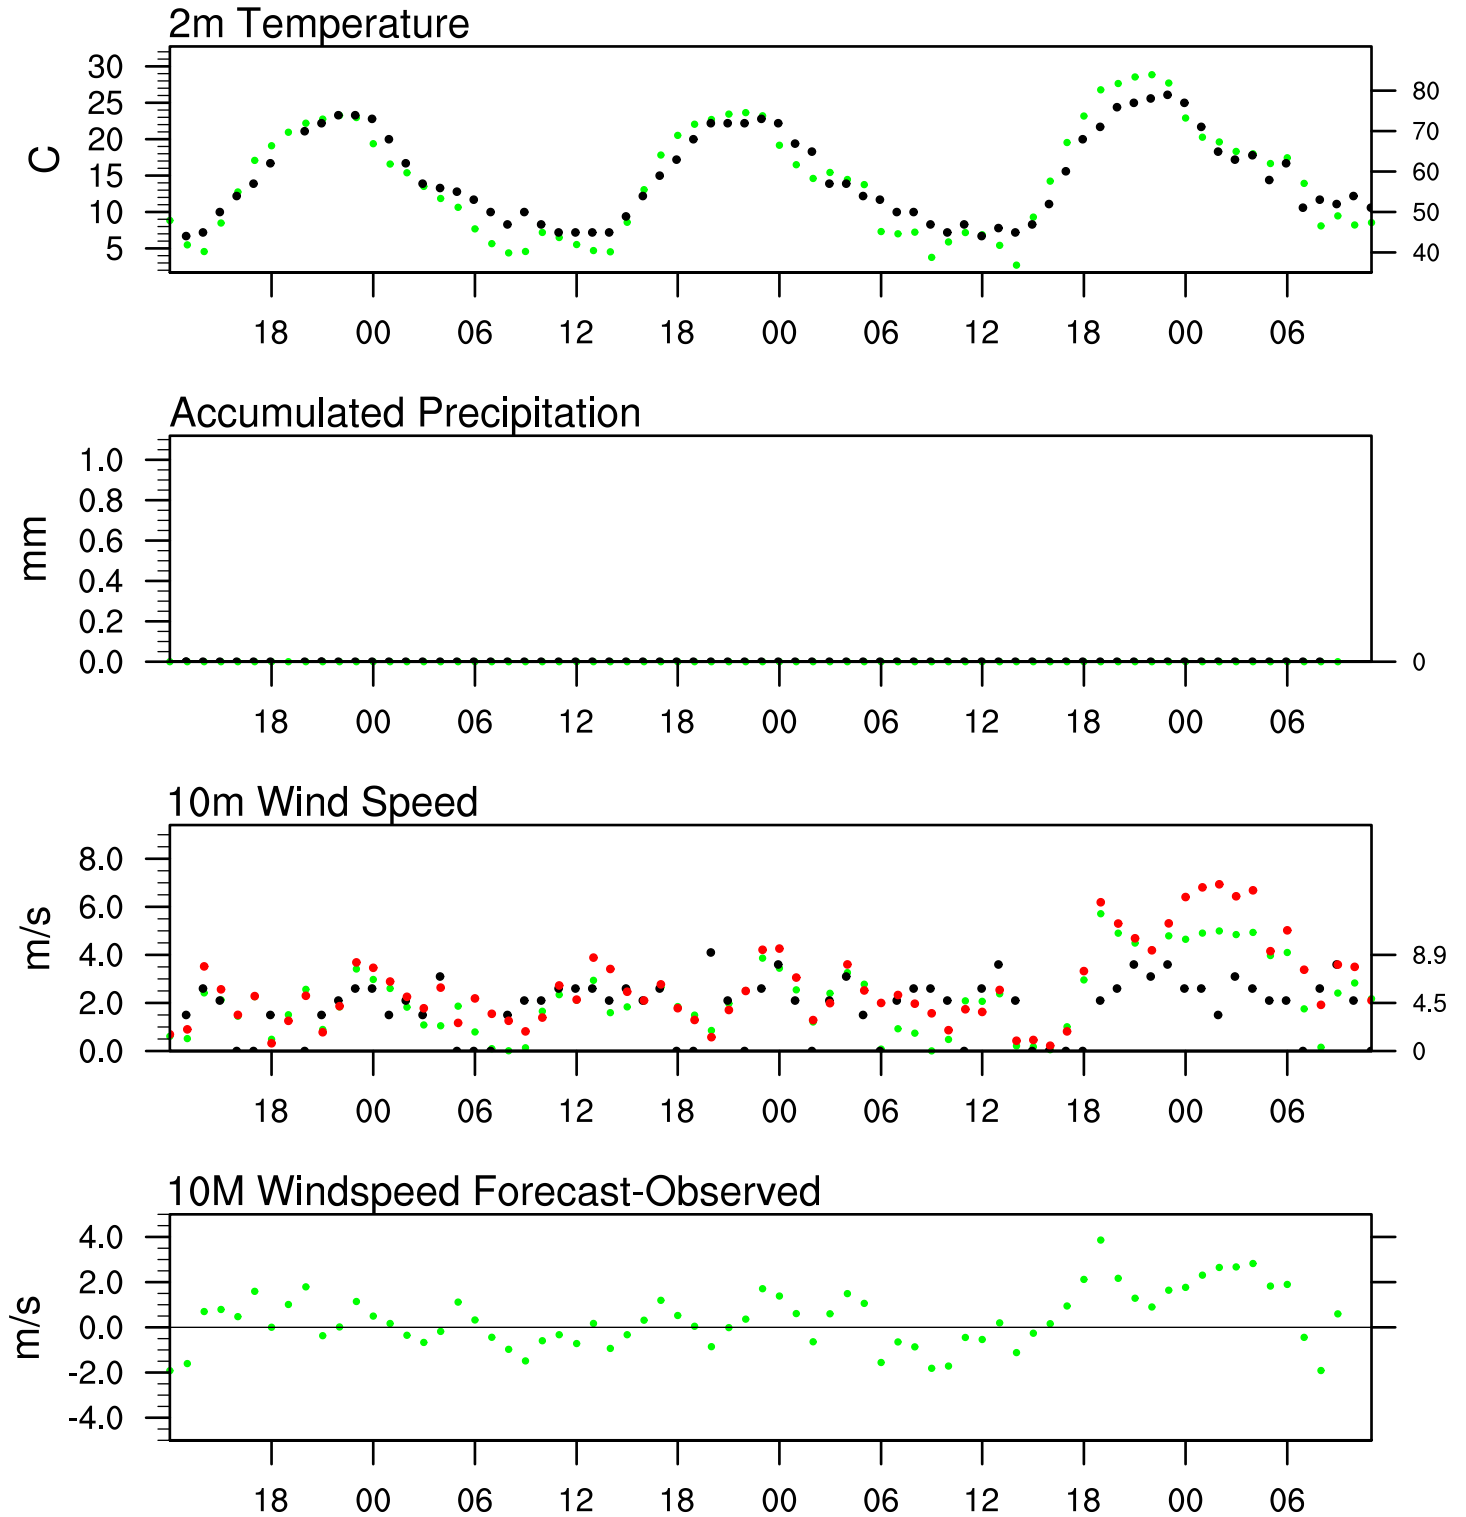 2m Temperature
C
30
25
20
15
10
5
80
70
60
50
40
18 00 06 12 18 00 06 12 18 00 06
Accumulated Precipitation
mm
1.0
0.8
0.6
0.4
0.2
0.0
0
18 00 06 12 18 00 06 12 18 00 06
10m Wind Speed
m/s
8.0
6.0
4.0
2.0
0.0
8.9
4.5
0
18 00 06 12 18 00 06 12 18 00 06
10M Windspeed Forecast-Observed
m/s
4.0
2.0
0.0
-2.0
-4.0
18 00 06 12 18 00 06 12 18 00 06